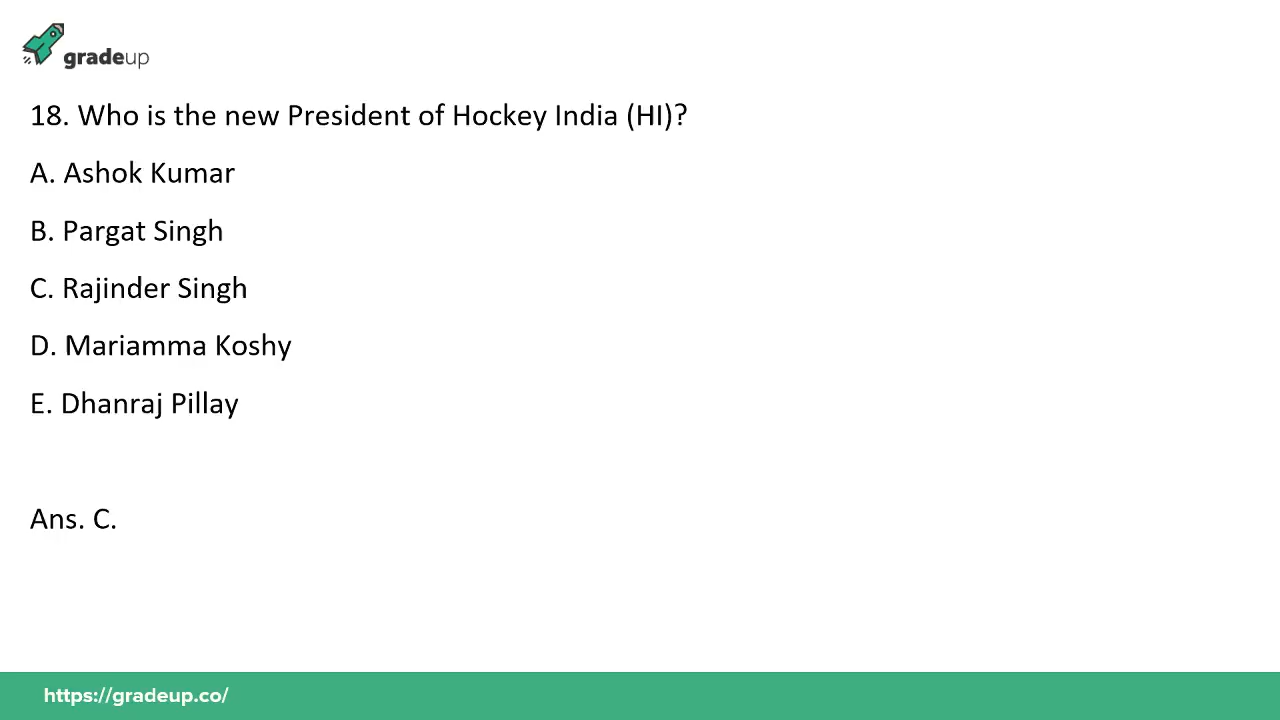 gradeup
18. Who is the new President of Hockey India (HI)?
A. Ashok Kumar
B. Pargat Singh
C. Rajinder Singh
D. Mariamma Koshy
E. Dhanraj Pillay
Ans. C.
https://gradeup.co/